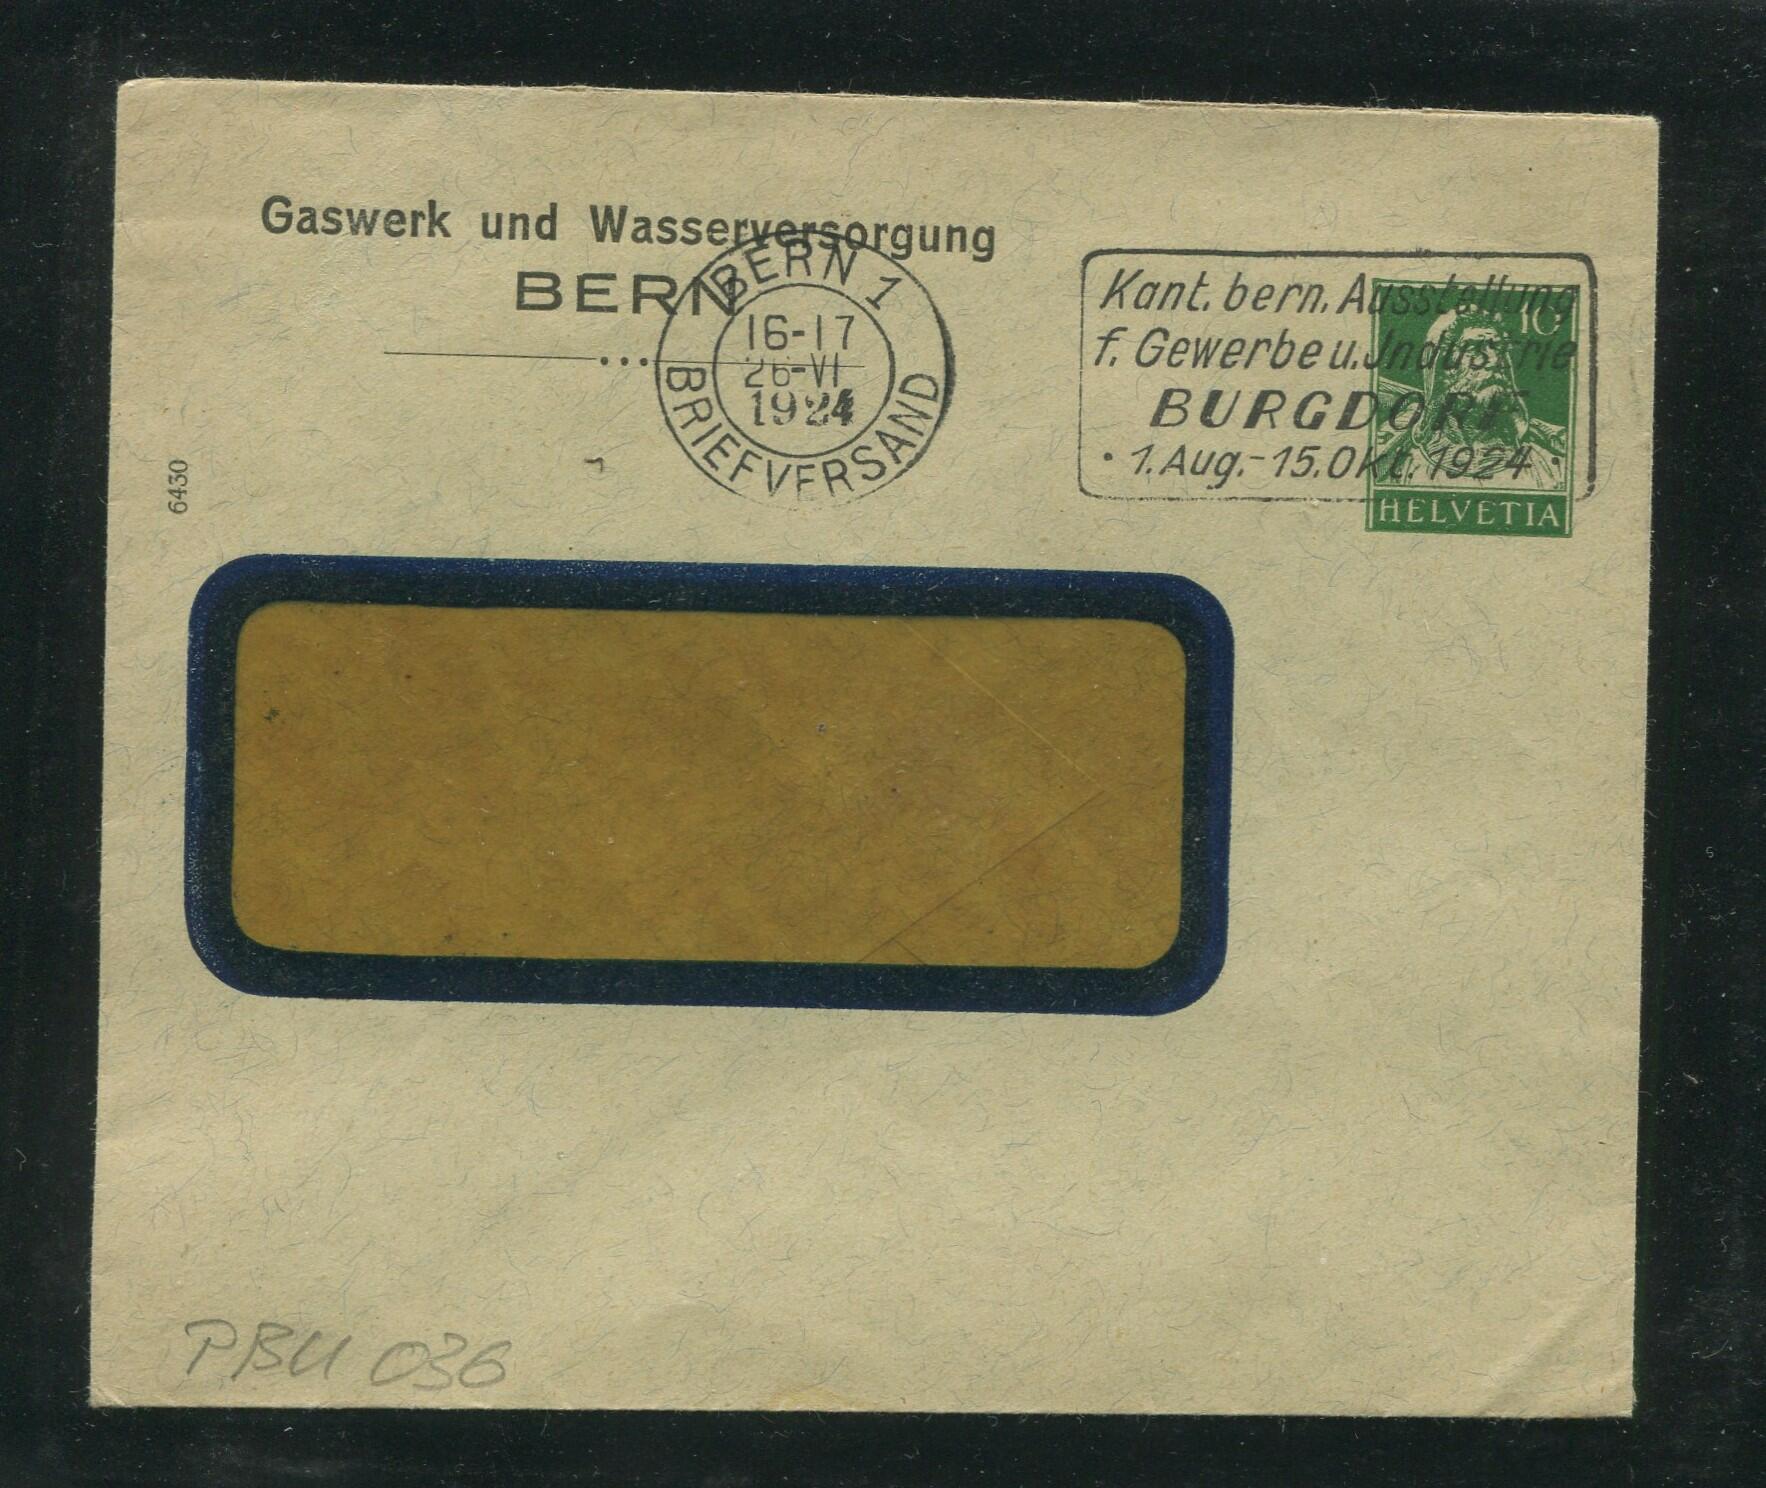 Gaswerk und Wasserversorgung
BERN
BERN 1
16-17
26-VI
1924
BRIEFVERSAND
Kant. bern. Ausstellung
f. Gewerbe u. Industrie
BURGDORF
• 1. Aug. - 15. Okt. 1924 •
10
HELVETIA
6430
PBU 036